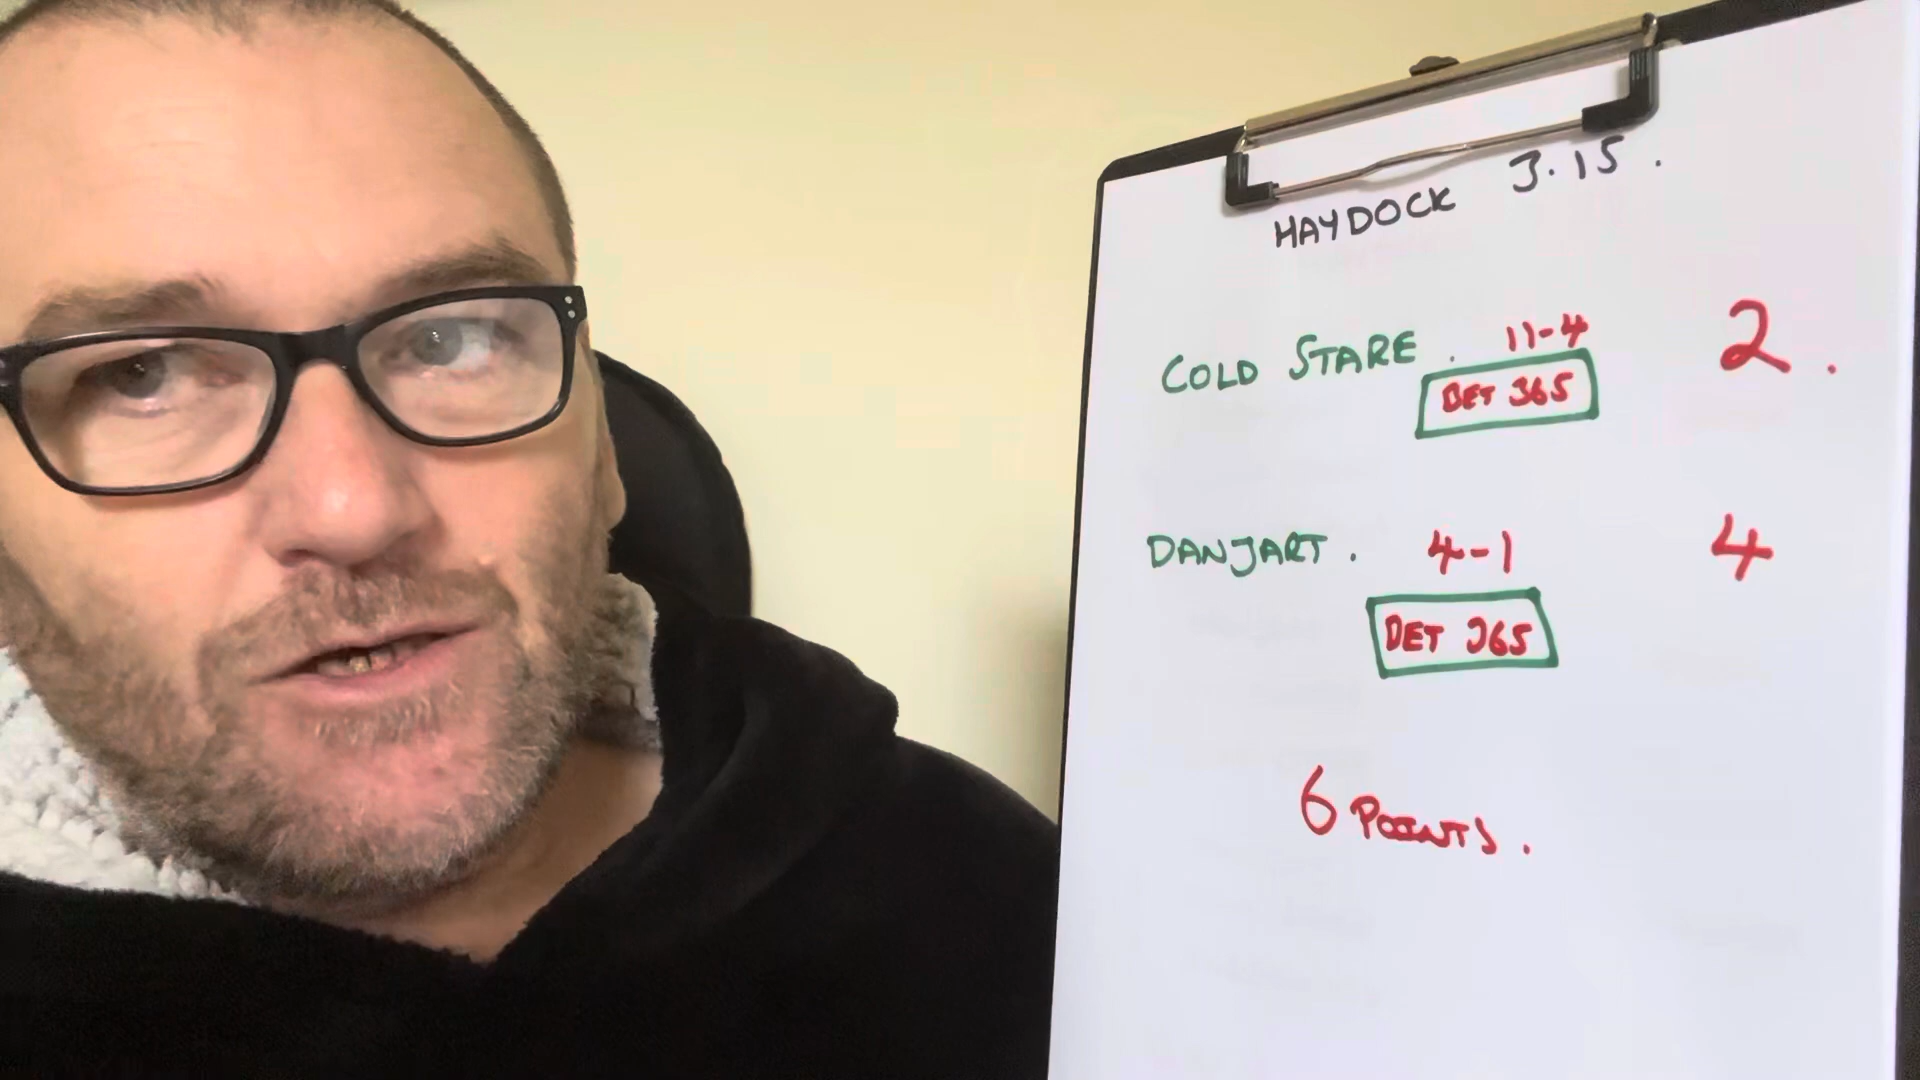 HAYDOCK 3.15.
COLD STARE. 11-4 2.
BET 365
DANJART. 4-1 4
BET 365
6 POINTS.